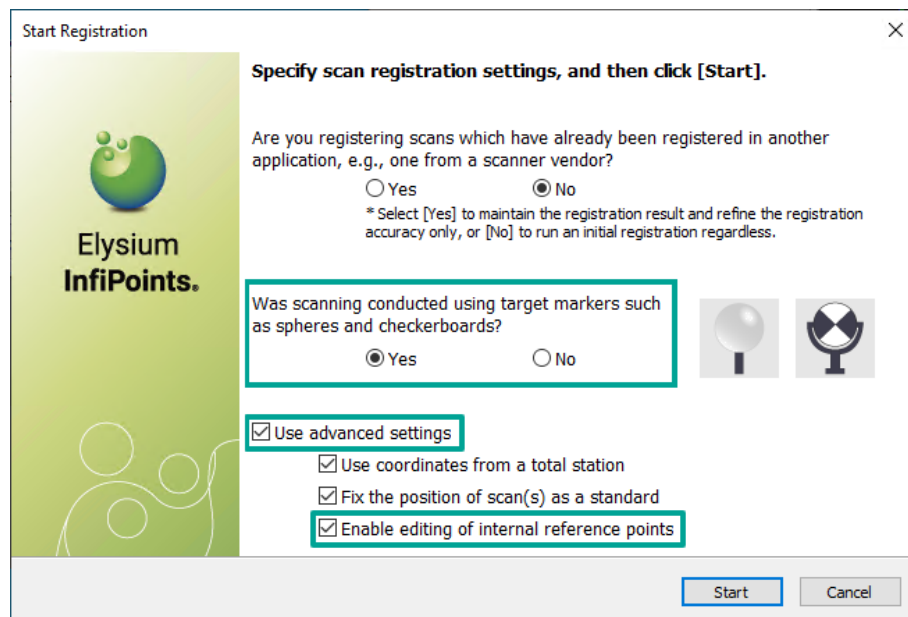 Start Registration
Specify scan registration settings, and then click [Start].
Are you registering scans which have already been registered in another
application, e.g., one from a scanner vendor?
Yes
No
* Select [Yes] to maintain the registration result and refine the registration
accuracy only, or [No] to run an initial registration regardless.
Elysium
InfiPoints.
Was scanning conducted using target markers such
as spheres and checkerboards?
Yes
No
Use advanced settings
Use coordinates from a total station
Fix the position of scan(s) as a standard
Enable editing of internal reference points
Start
Cancel